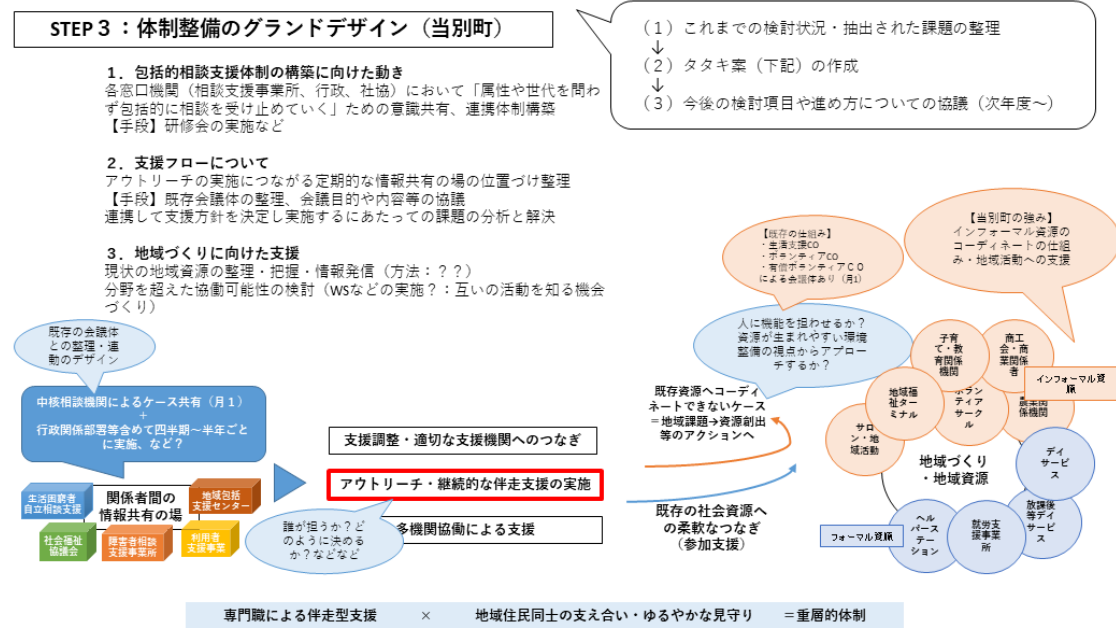 STEP３：体制整備のグランドデザイン（当別町）
（１）これまでの検討状況・抽出された課題の整理
↓
（２）タタキ案（下記）の作成
↓
（３）今後の検討項目や進め方についての協議（次年度～）
１．包括的相談支援体制の構築に向けた動き
各窓口機関（相談支援事業所、行政、社協）において「属性や世代を問わ
ず包括的に相談を受け止めていく」ための意識共有、連携体制構築
【手段】研修会の実施など
２．支援フローについて
アウトリーチの実施につながる定期的な情報共有の場の位置づけ整理
【手段】既存会議体の整理、会議目的や内容等の協議
連携して支援方針を決定し実施するにあたっての課題の分析と解決
３．地域づくりに向けた支援
現状の地域資源の整理・把握・情報発信（方法：？？）
分野を超えた協働可能性の検討（WSなどの実施？：互いの活動を知る機会
づくり）
【既存の仕組み】
・生活支援CO
・ボランティアCO
・有償ボランティアＣＯ
による会議体あり（月1）
【当別町の強み】
インフォーマル資源の
コーディネートの仕組
み・地域活動への支援
人に機能を担わせるか？
資源が生まれやすい環境
整備の視点からアプロー
チするか？
既存の会議体
との整理・連
動のデザイン
中核相談機関によるケース共有（月１）
＋
行政関係部署等含めて四半期～半年ごと
に実施、など？
生活困窮者
自立相談支援
関係者間の
情報共有の場
地域包括
支援センター
社会福祉
協議会
障害者相談
支援事業所
利用者
支援事業
支援調整・適切な支援機関へのつなぎ
アウトリーチ・継続的な伴走支援の実施
多機関協働による支援
誰が担うか？ど
のように決める
か？などなど
既存資源へコーディ
ネートできないケース
＝地域課題→資源創出
等のアクションへ
既存の社会資源へ
の柔軟なつなぎ
（参加支援）
子育
て・教
育関係
機関
商工
会・商
業関係
者
インフォーマル資
源
地域福
祉ター
ミナル
ボラン
ティア
サーク
ル
農業関
係機関
サロ
ン・地
域活動
地域づくり
・地域資源
デイ
サービ
ス
放課後
等デイ
サービ
ス
就労支
援事業
所
ヘル
パース
テー
ション
フォーマル資源
専門職による伴走型支援　×　地域住民同士の支え合い・ゆるやかな見守り　＝重層的体制